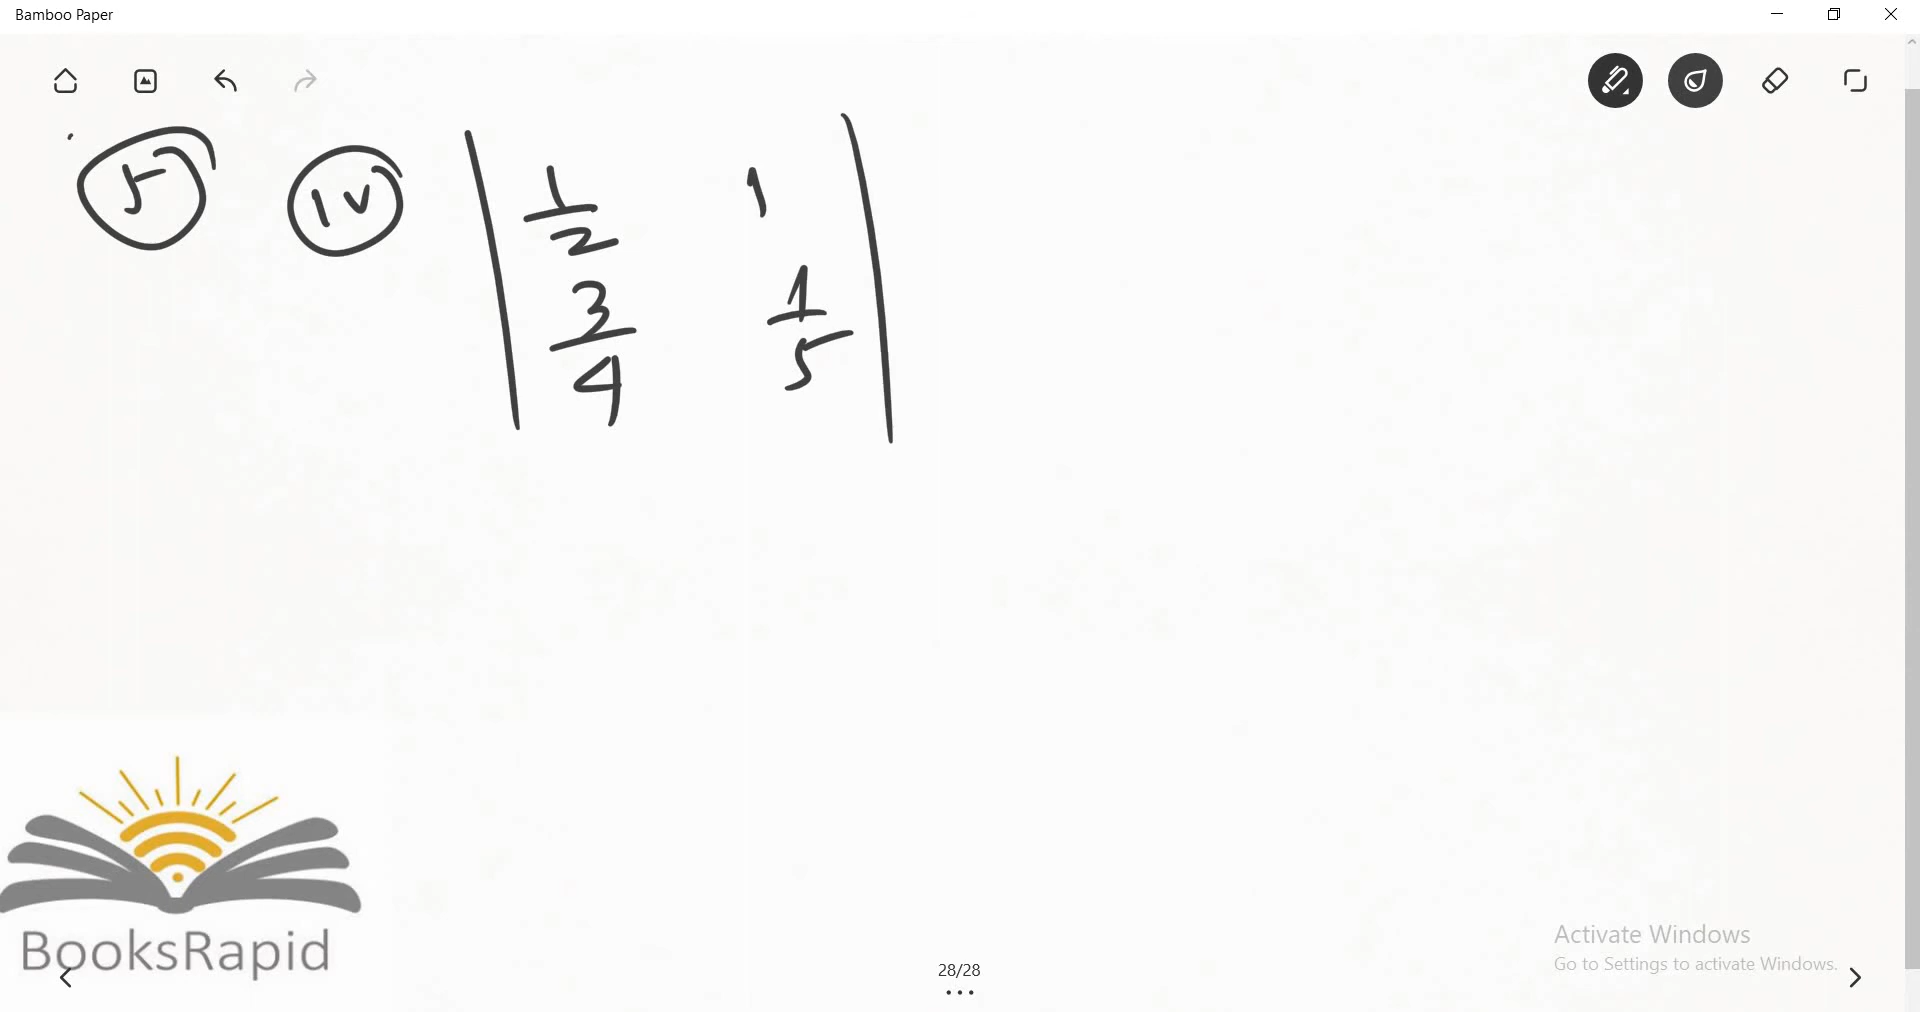 Bamboo Paper
5 iv | 1/2 1 |
| 3/4 1/5 |
BooksRapid
28/28
Activate Windows
Go to Settings to activate Windows.